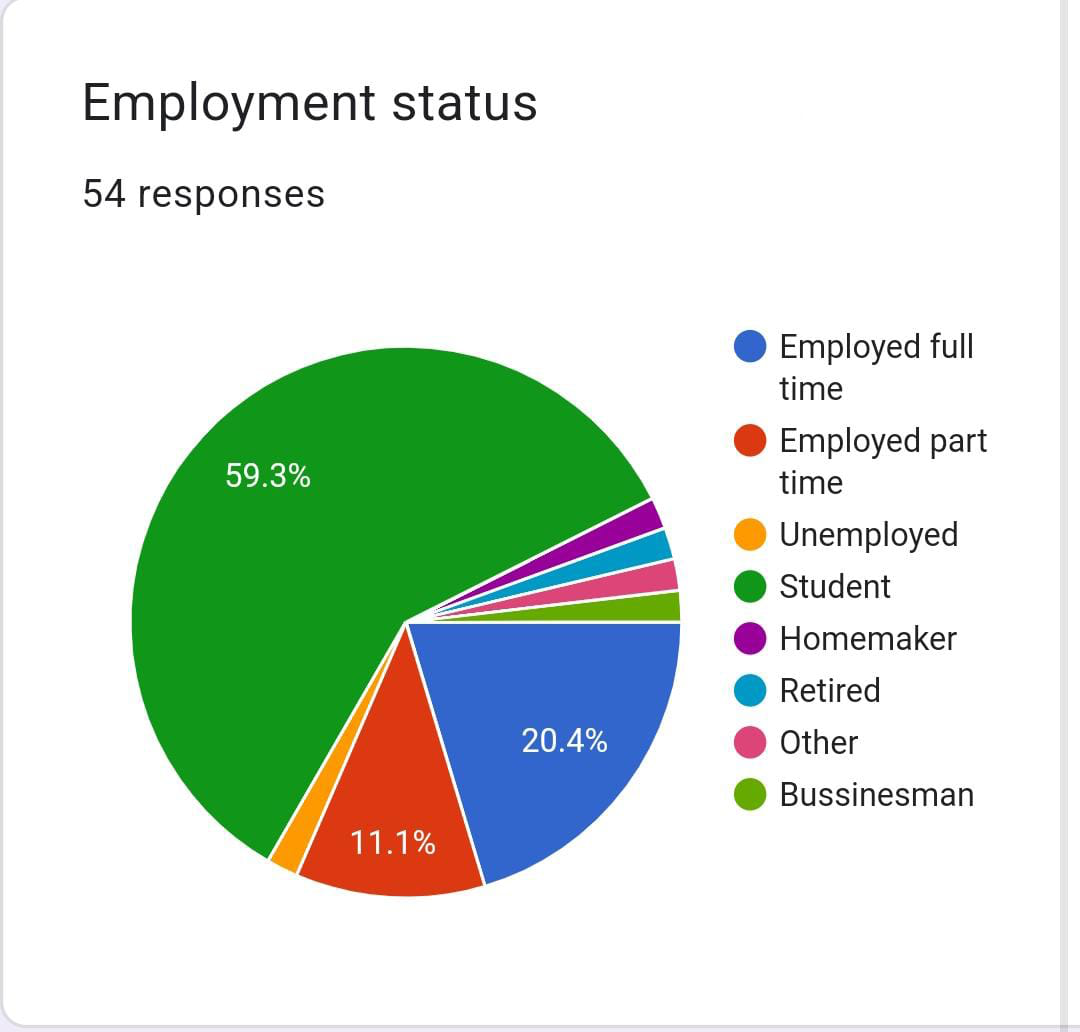 Employment status
54 responses
59.3%
20.4%
11.1%
Employed full
time
Employed part
time
Unemployed
Student
Homemaker
Retired
Other
Bussinesman